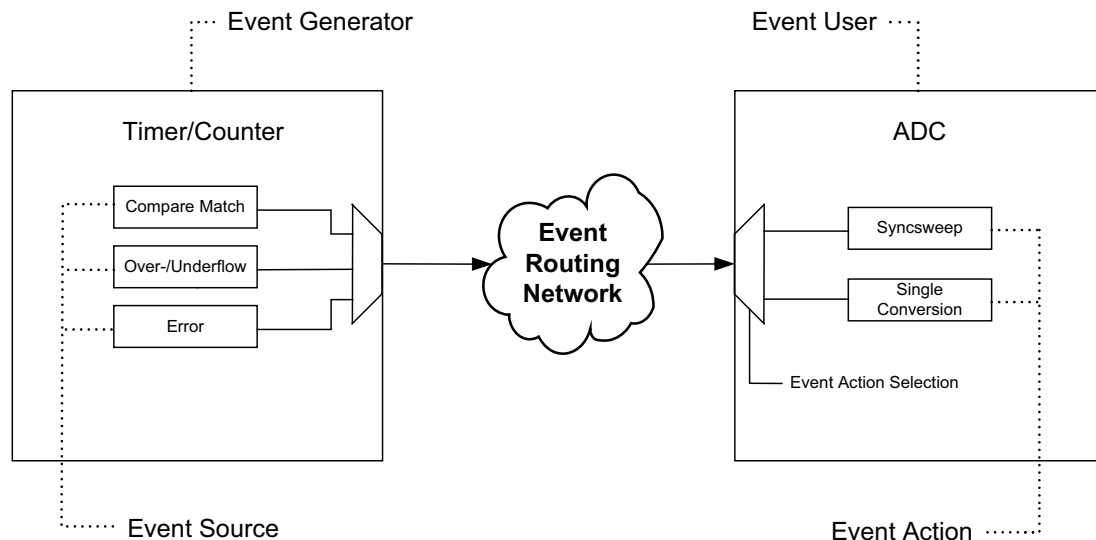 Event Generator
Event User
Timer/Counter
ADC
Compare Match
Over-/Underflow
Error
Event
Routing
Network
Syncsweep
Single
Conversion
Event Action Selection
Event Source
Event Action